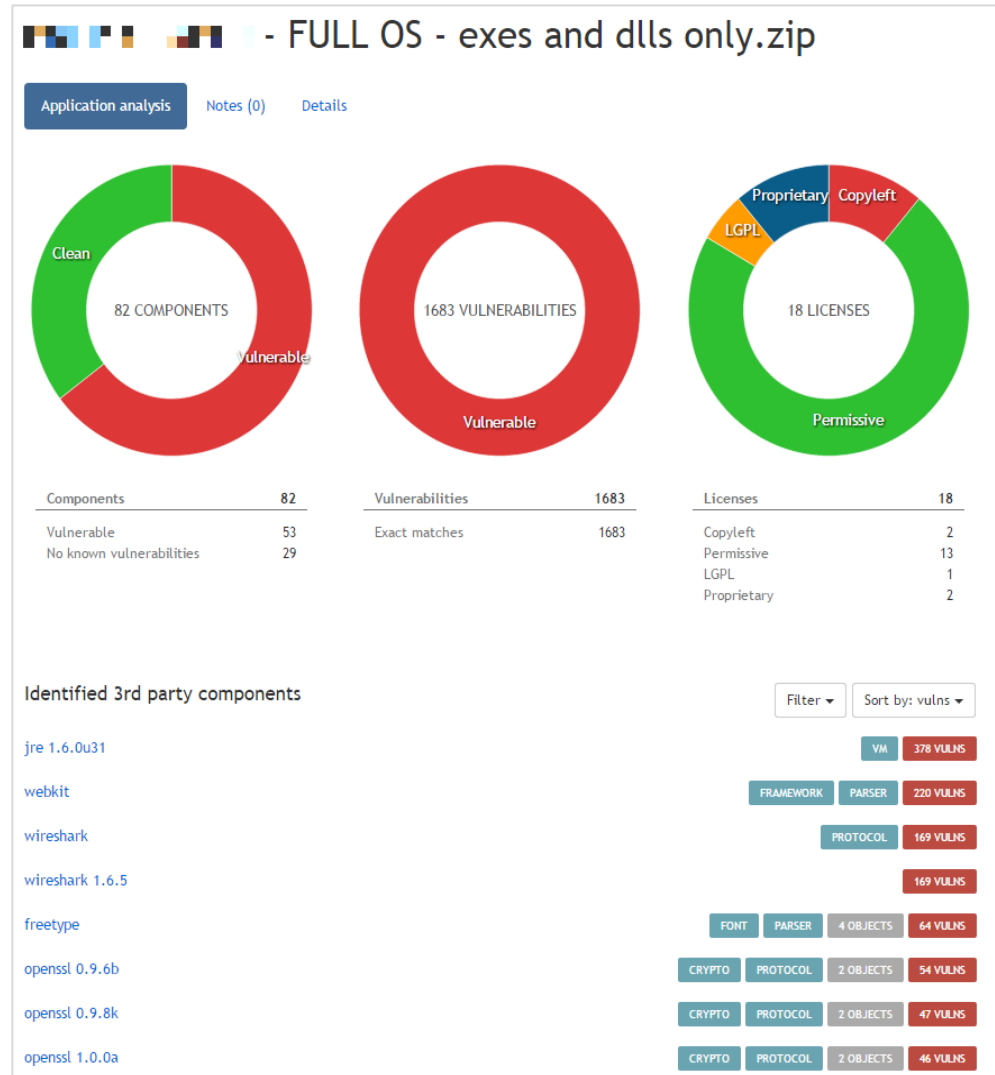 - FULL OS - exes and dlls only.zip
Application analysis Notes (0) Details
Clean
82 COMPONENTS
Vulnerable
1683 VULNERABILITIES
Vulnerable
Proprietary Copyleft
LGPL
18 LICENSES
Permissive
Components 82
Vulnerable 53
No known vulnerabilities 29
Vulnerabilities 1683
Exact matches 1683
Licenses 18
Copyleft 2
Permissive 13
LGPL 1
Proprietary 2
Identified 3rd party components Filter Sort by: vulns
jre 1.6.0u31 VM 378 VULNS
webkit FRAMEWORK PARSER 220 VULNS
wireshark PROTOCOL 169 VULNS
wireshark 1.6.5 169 VULNS
freetype FONT PARSER 4 OBJECTS 64 VULNS
openssl 0.9.6b CRYPTO PROTOCOL 2 OBJECTS 54 VULNS
openssl 0.9.8k CRYPTO PROTOCOL 2 OBJECTS 47 VULNS
openssl 1.0.0a CRYPTO PROTOCOL 2 OBJECTS 46 VULNS